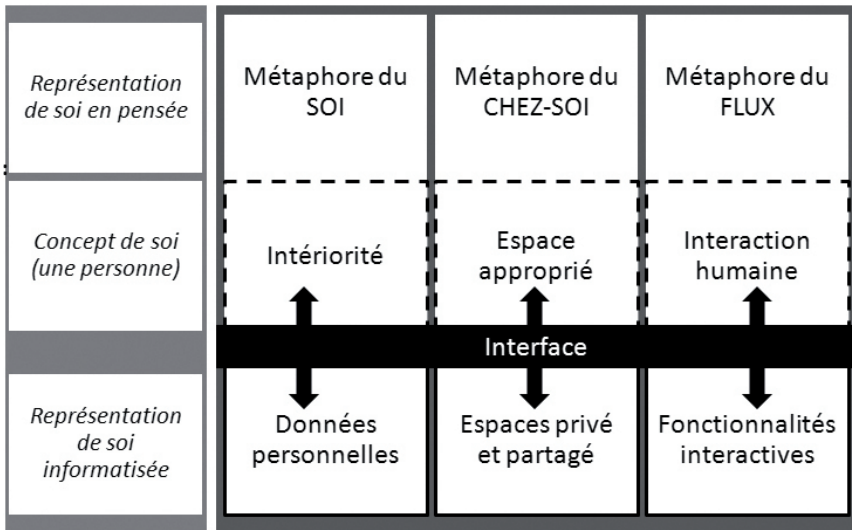 Représentation
de soi en pensée
Métaphore du
SOI
Métaphore du
CHEZ-SOI
Métaphore du
FLUX
:
Concept de soi
(une personne)
Intériorité
Espace
approprié
Interaction
humaine
Interface
Représentation
de soi
informatisée
Données
personnelles
Espaces privé
et partagé
Fonctionnalités
interactives